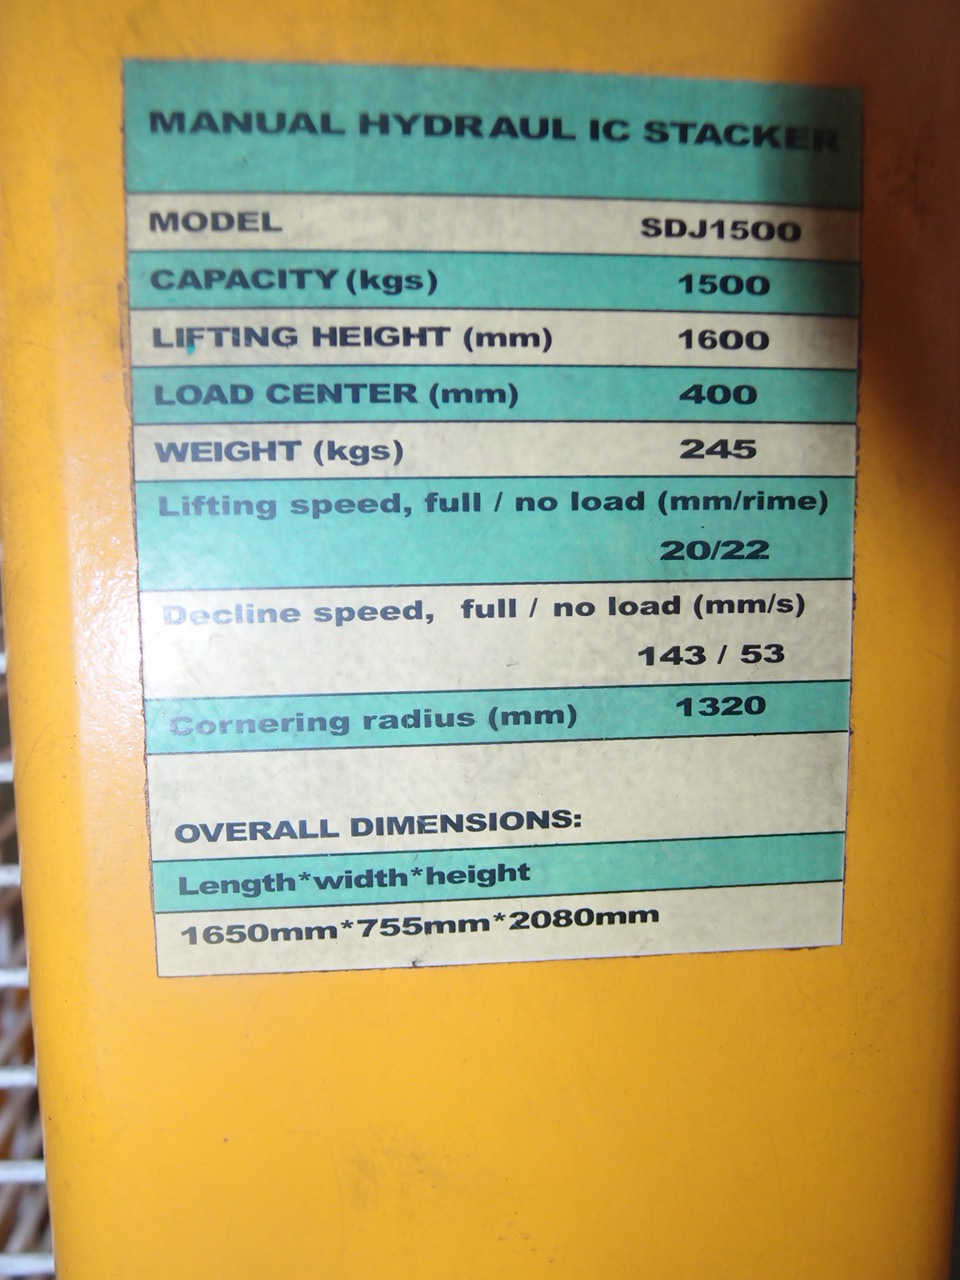 MANUAL HYDRAUL IC STACKER
MODEL SDJ1500
CAPACITY (kgs) 1500
LIFTING HEIGHT (mm) 1600
LOAD CENTER (mm) 400
WEIGHT (kgs) 245
Lifting speed, full / no load (mm/rime)
20/22
Decline speed, full / no load (mm/s)
143 / 53
Cornering radius (mm) 1320
OVERALL DIMENSIONS:
Length*width*height
1650mm*755mm*2080mm